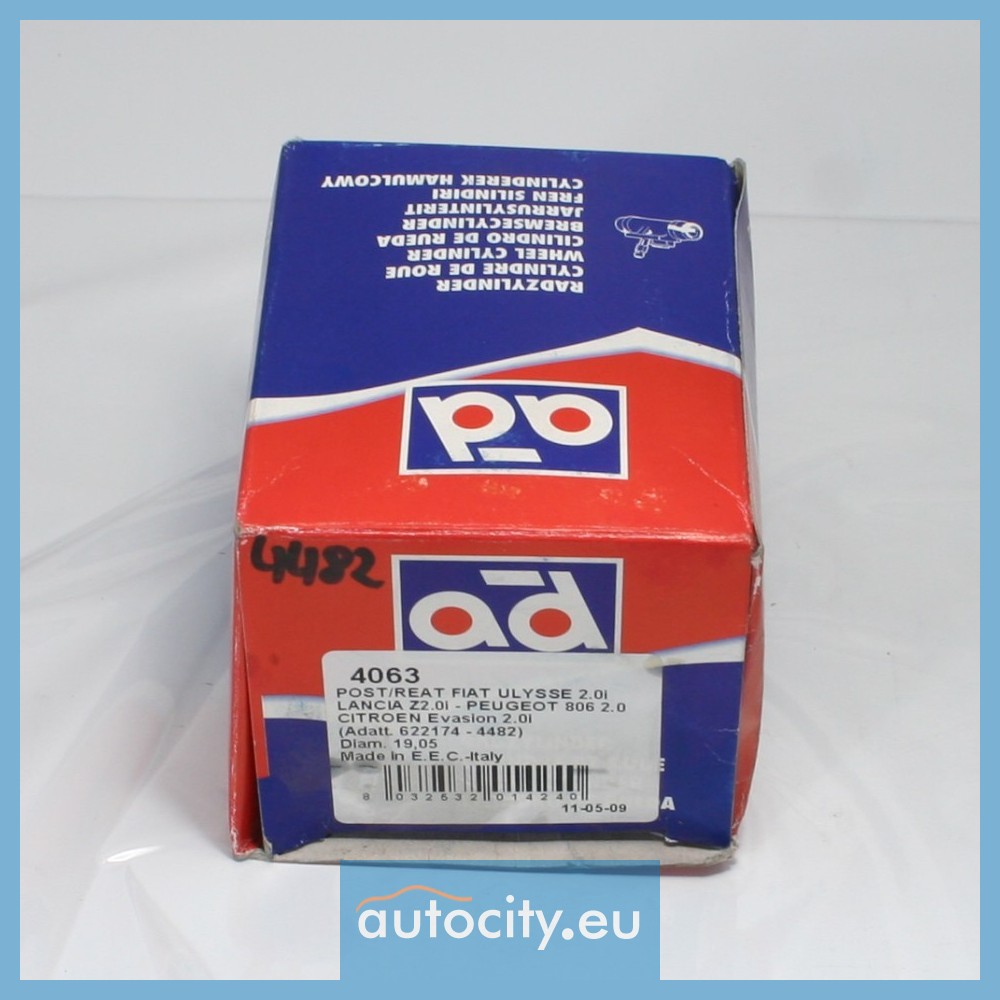 RADZYLINDER
CYLINDRE DE ROUE
WHEEL CYLINDER
CILINDRO DE RUEDA
BREMSECYLINDER
JARRUSYLINTERIT
FREN SILINDIRI
CYLINDEREK HAMULCOWY
ad
4482
ad
4063
POST/REAT FIAT ULYSSE 2.0i
LANCIA Z2.0i - PEUGEOT 806 2.0
CITROEN Evasion 2.0i
(Adatt. 622174 - 4482)
Diam. 19,05
Made in E.E.C.-Italy
8 032532 014240
11-05-09
autocity.eu